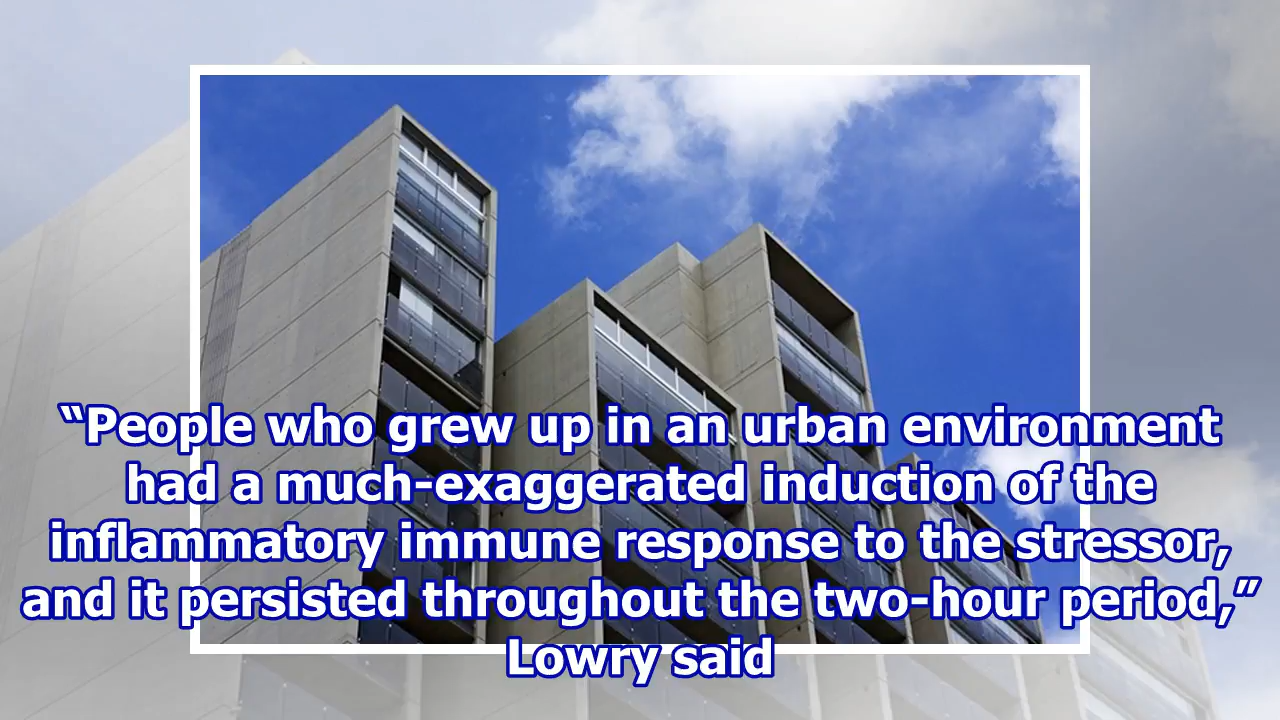 “People who grew up in an urban environment
had a much-exaggerated induction of the
inflammatory immune response to the stressor,
and it persisted throughout the two-hour period,”
Lowry said